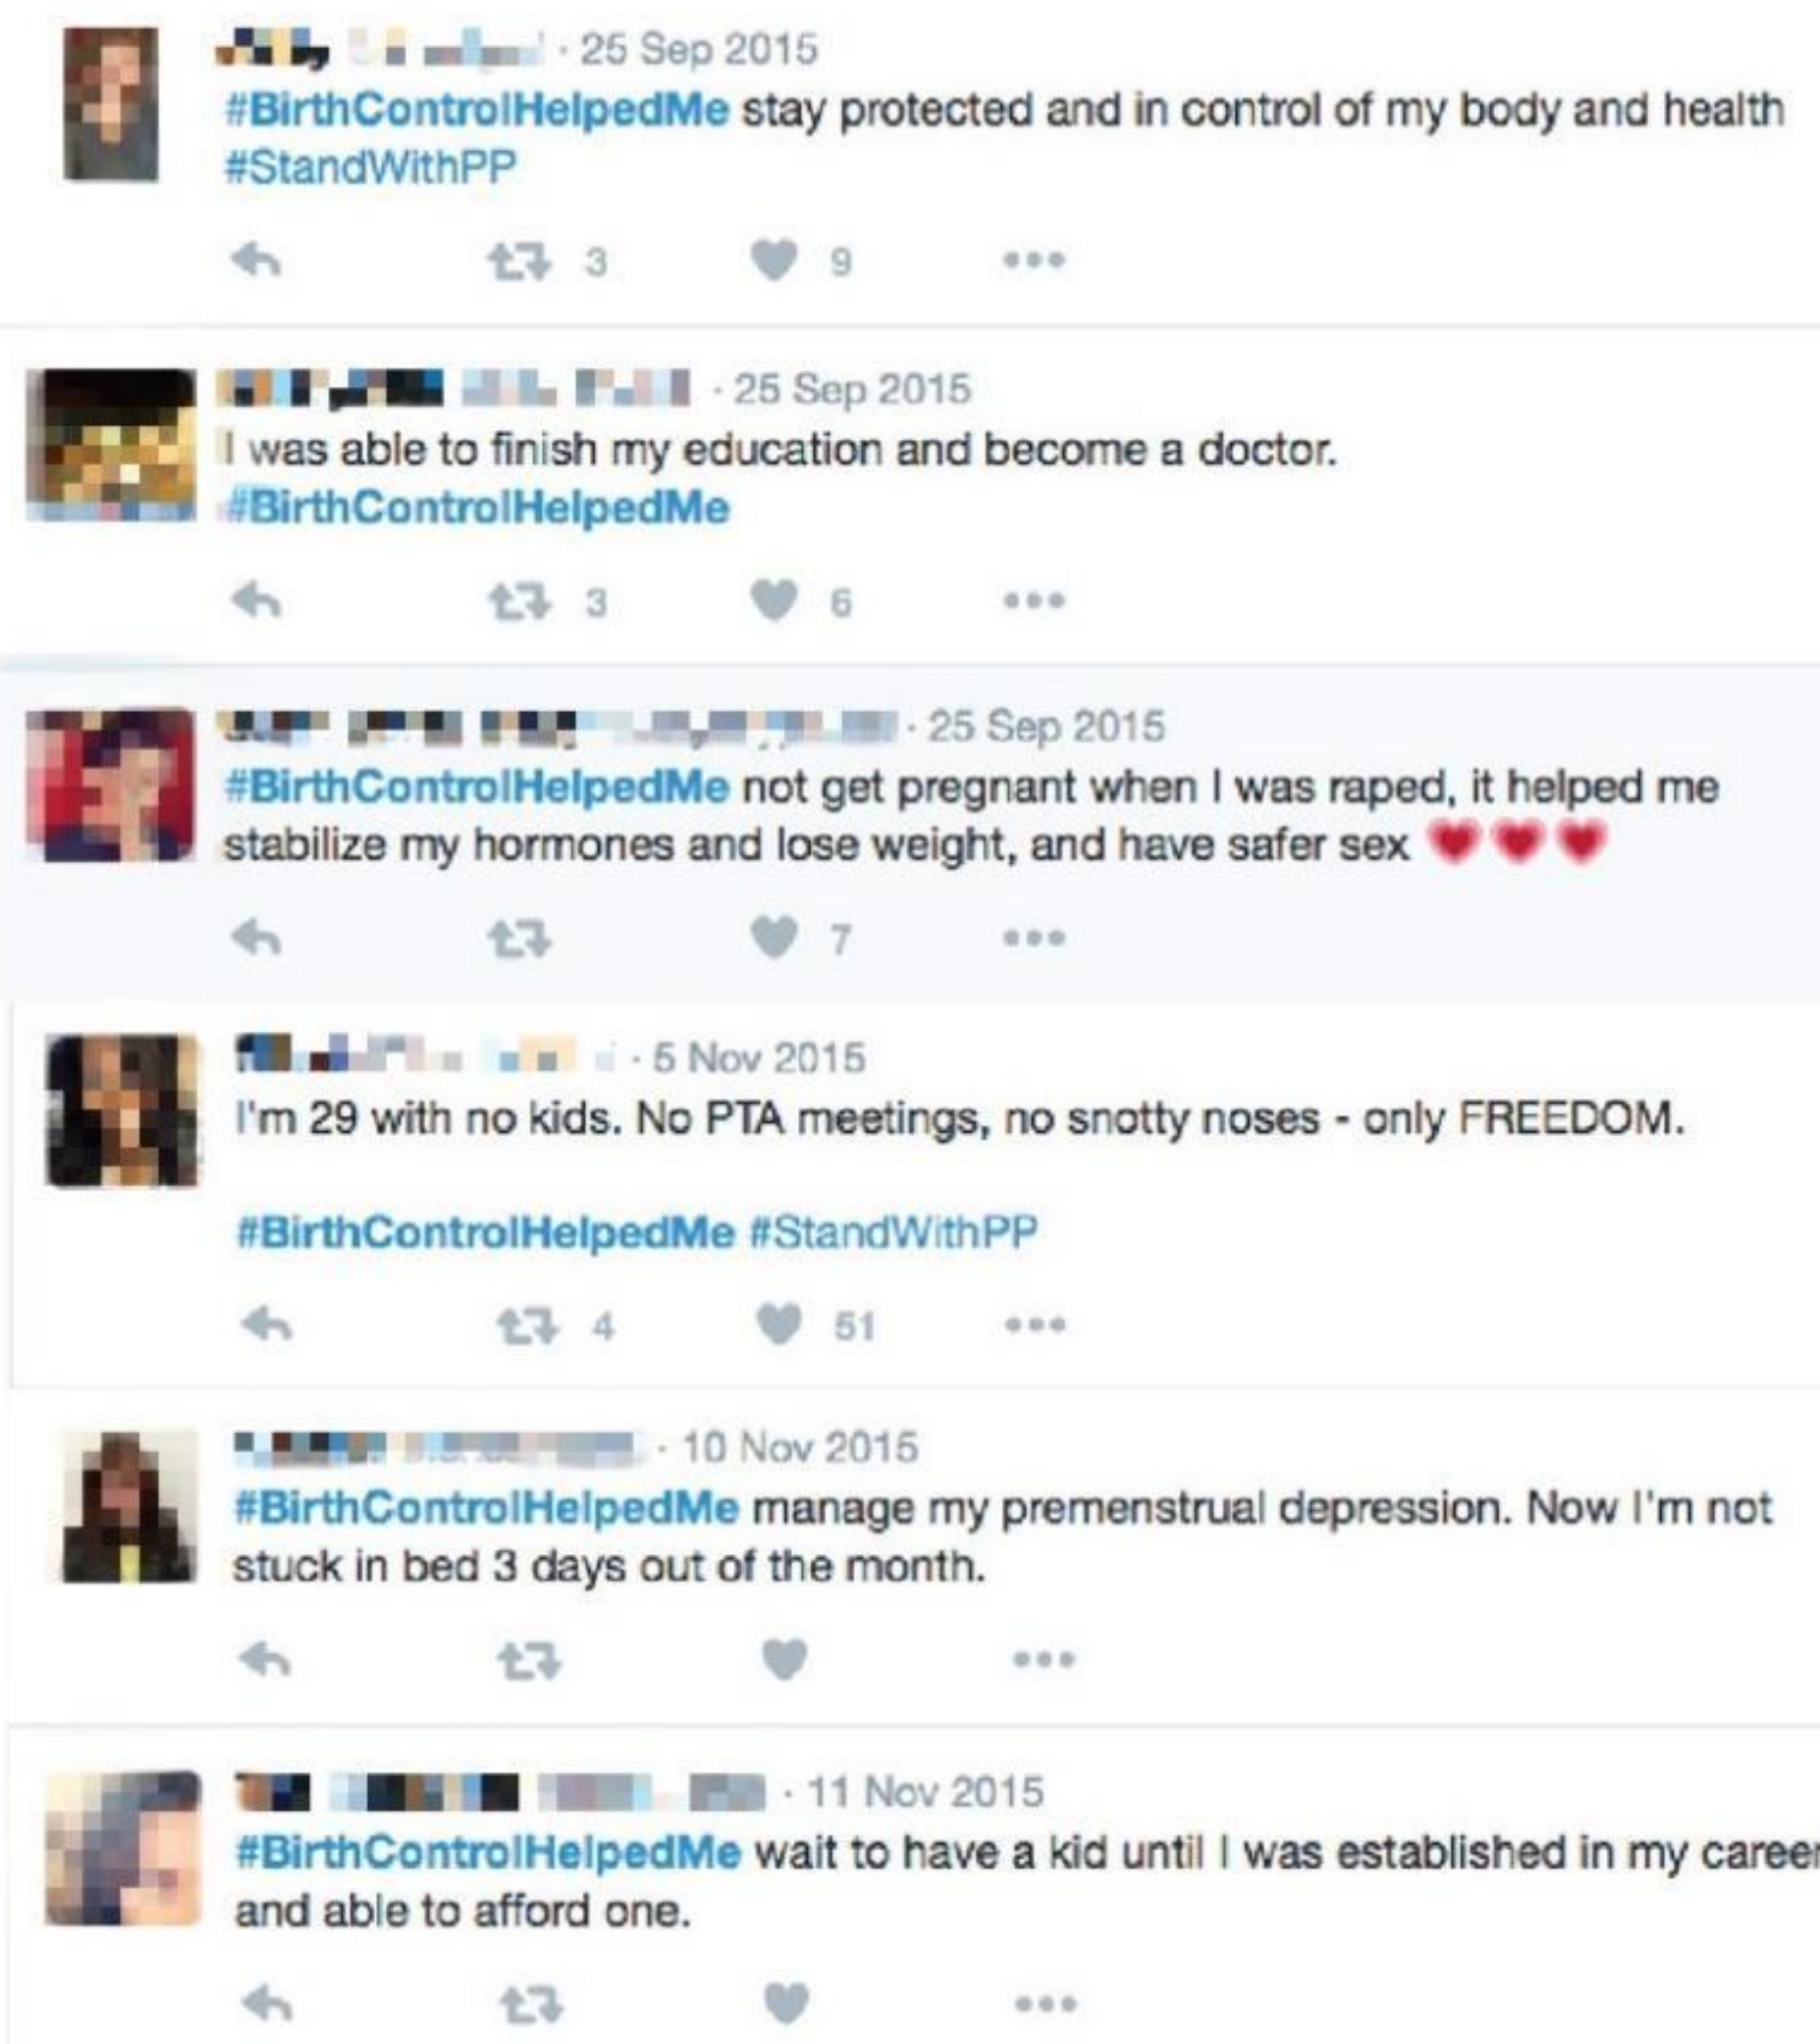 · 25 Sep 2015
#BirthControlHelpedMe stay protected and in control of my body and health
#StandWithPP
3 9
· 25 Sep 2015
I was able to finish my education and become a doctor.
#BirthControlHelpedMe
3 6
· 25 Sep 2015
#BirthControlHelpedMe not get pregnant when I was raped, it helped me
stabilize my hormones and lose weight, and have safer sex ❤❤❤
7
· 5 Nov 2015
I'm 29 with no kids. No PTA meetings, no snotty noses - only FREEDOM.
#BirthControlHelpedMe #StandWithPP
4 51
· 10 Nov 2015
#BirthControlHelpedMe manage my premenstrual depression. Now I'm not
stuck in bed 3 days out of the month.
· 11 Nov 2015
#BirthControlHelpedMe wait to have a kid until I was established in my career
and able to afford one.